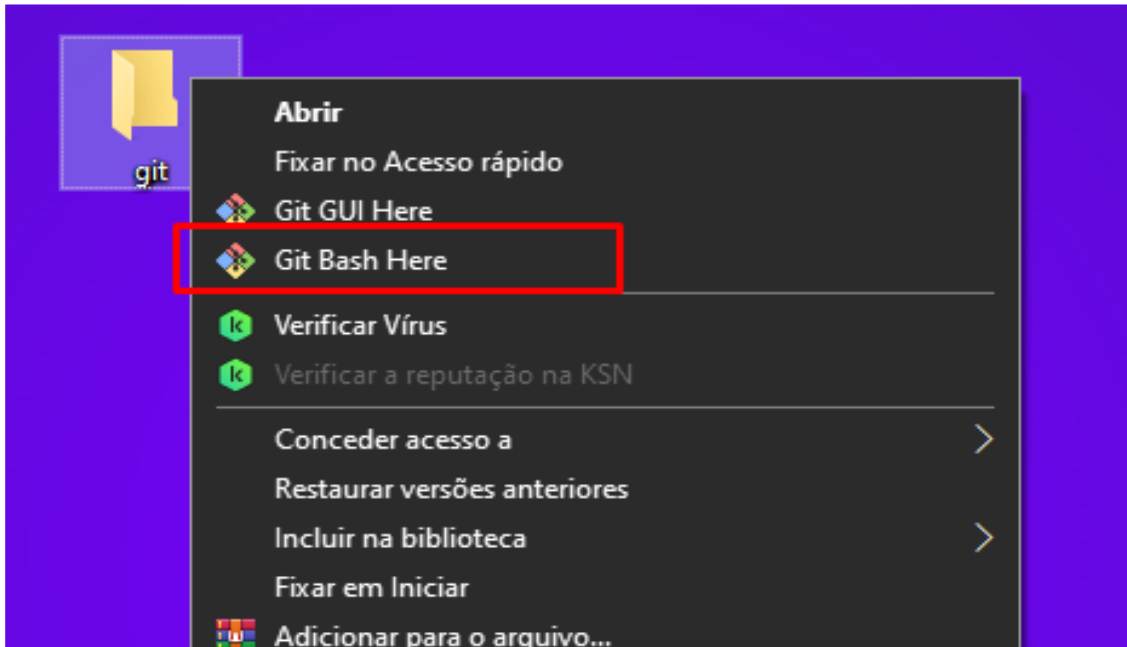 git
Abrir
Fixar no Acesso rápido
Git GUI Here
Git Bash Here
Verificar Vírus
Verificar a reputação na KSN
Conceder acesso a
Restaurar versões anteriores
Incluir na biblioteca
Fixar em Iniciar
Adicionar para o arquivo...